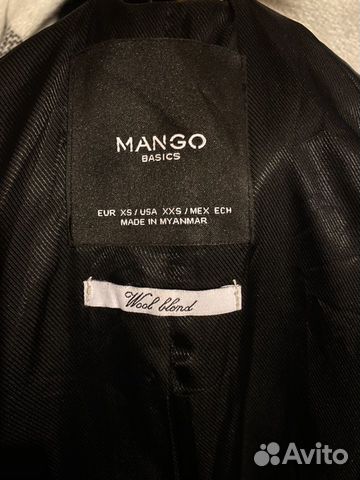 MANGO
BASICS
EUR XS / USA XXS / MEX ECH
MADE IN MYANMAR
Wool blend
Avito